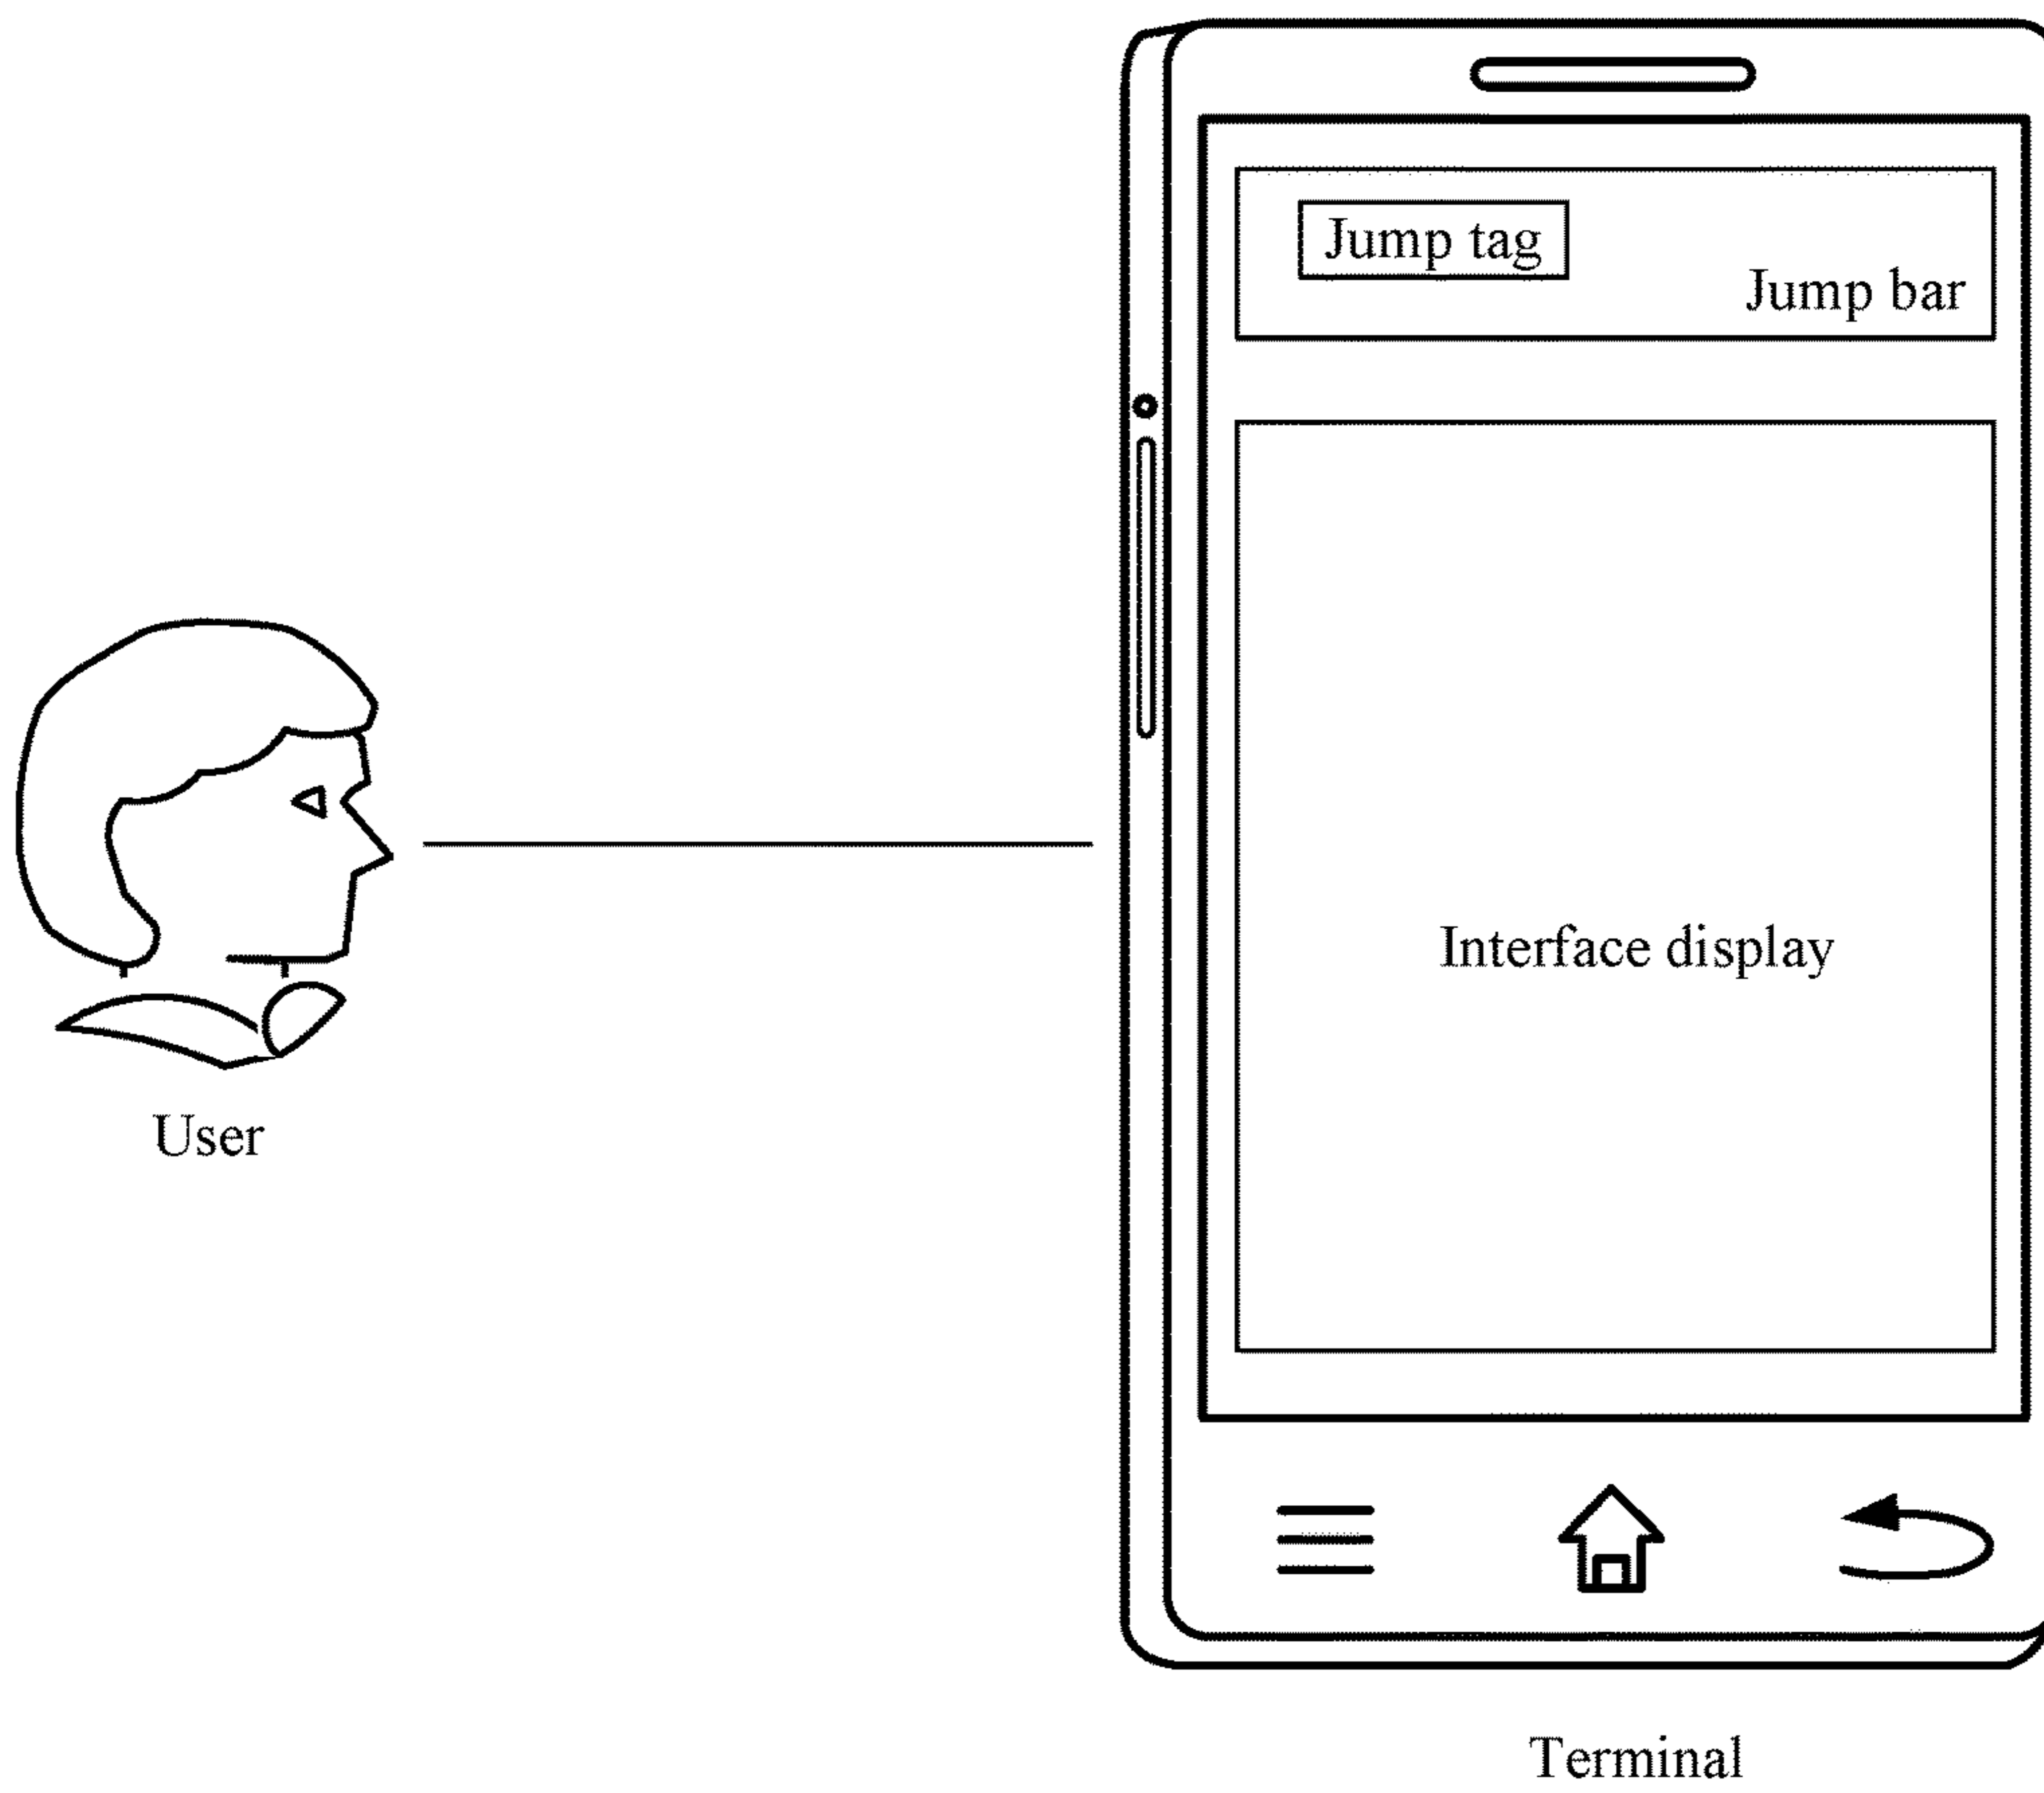 Jump tag
Jump bar
Interface display
User
Terminal